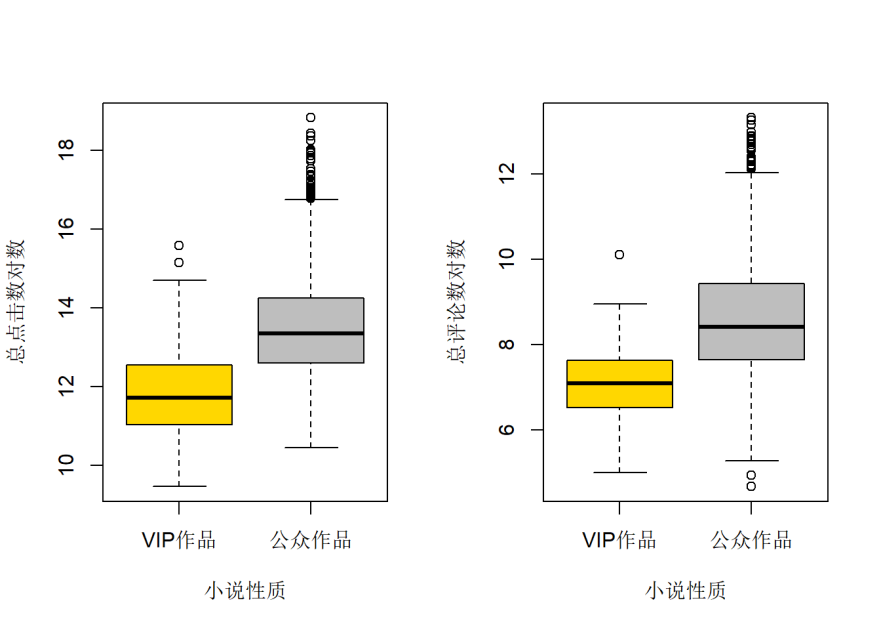 总点击数对数
18
16
14
12
10
VIP作品
公众作品
小说性质
总评论数对数
12
10
8
6
VIP作品
公众作品
小说性质